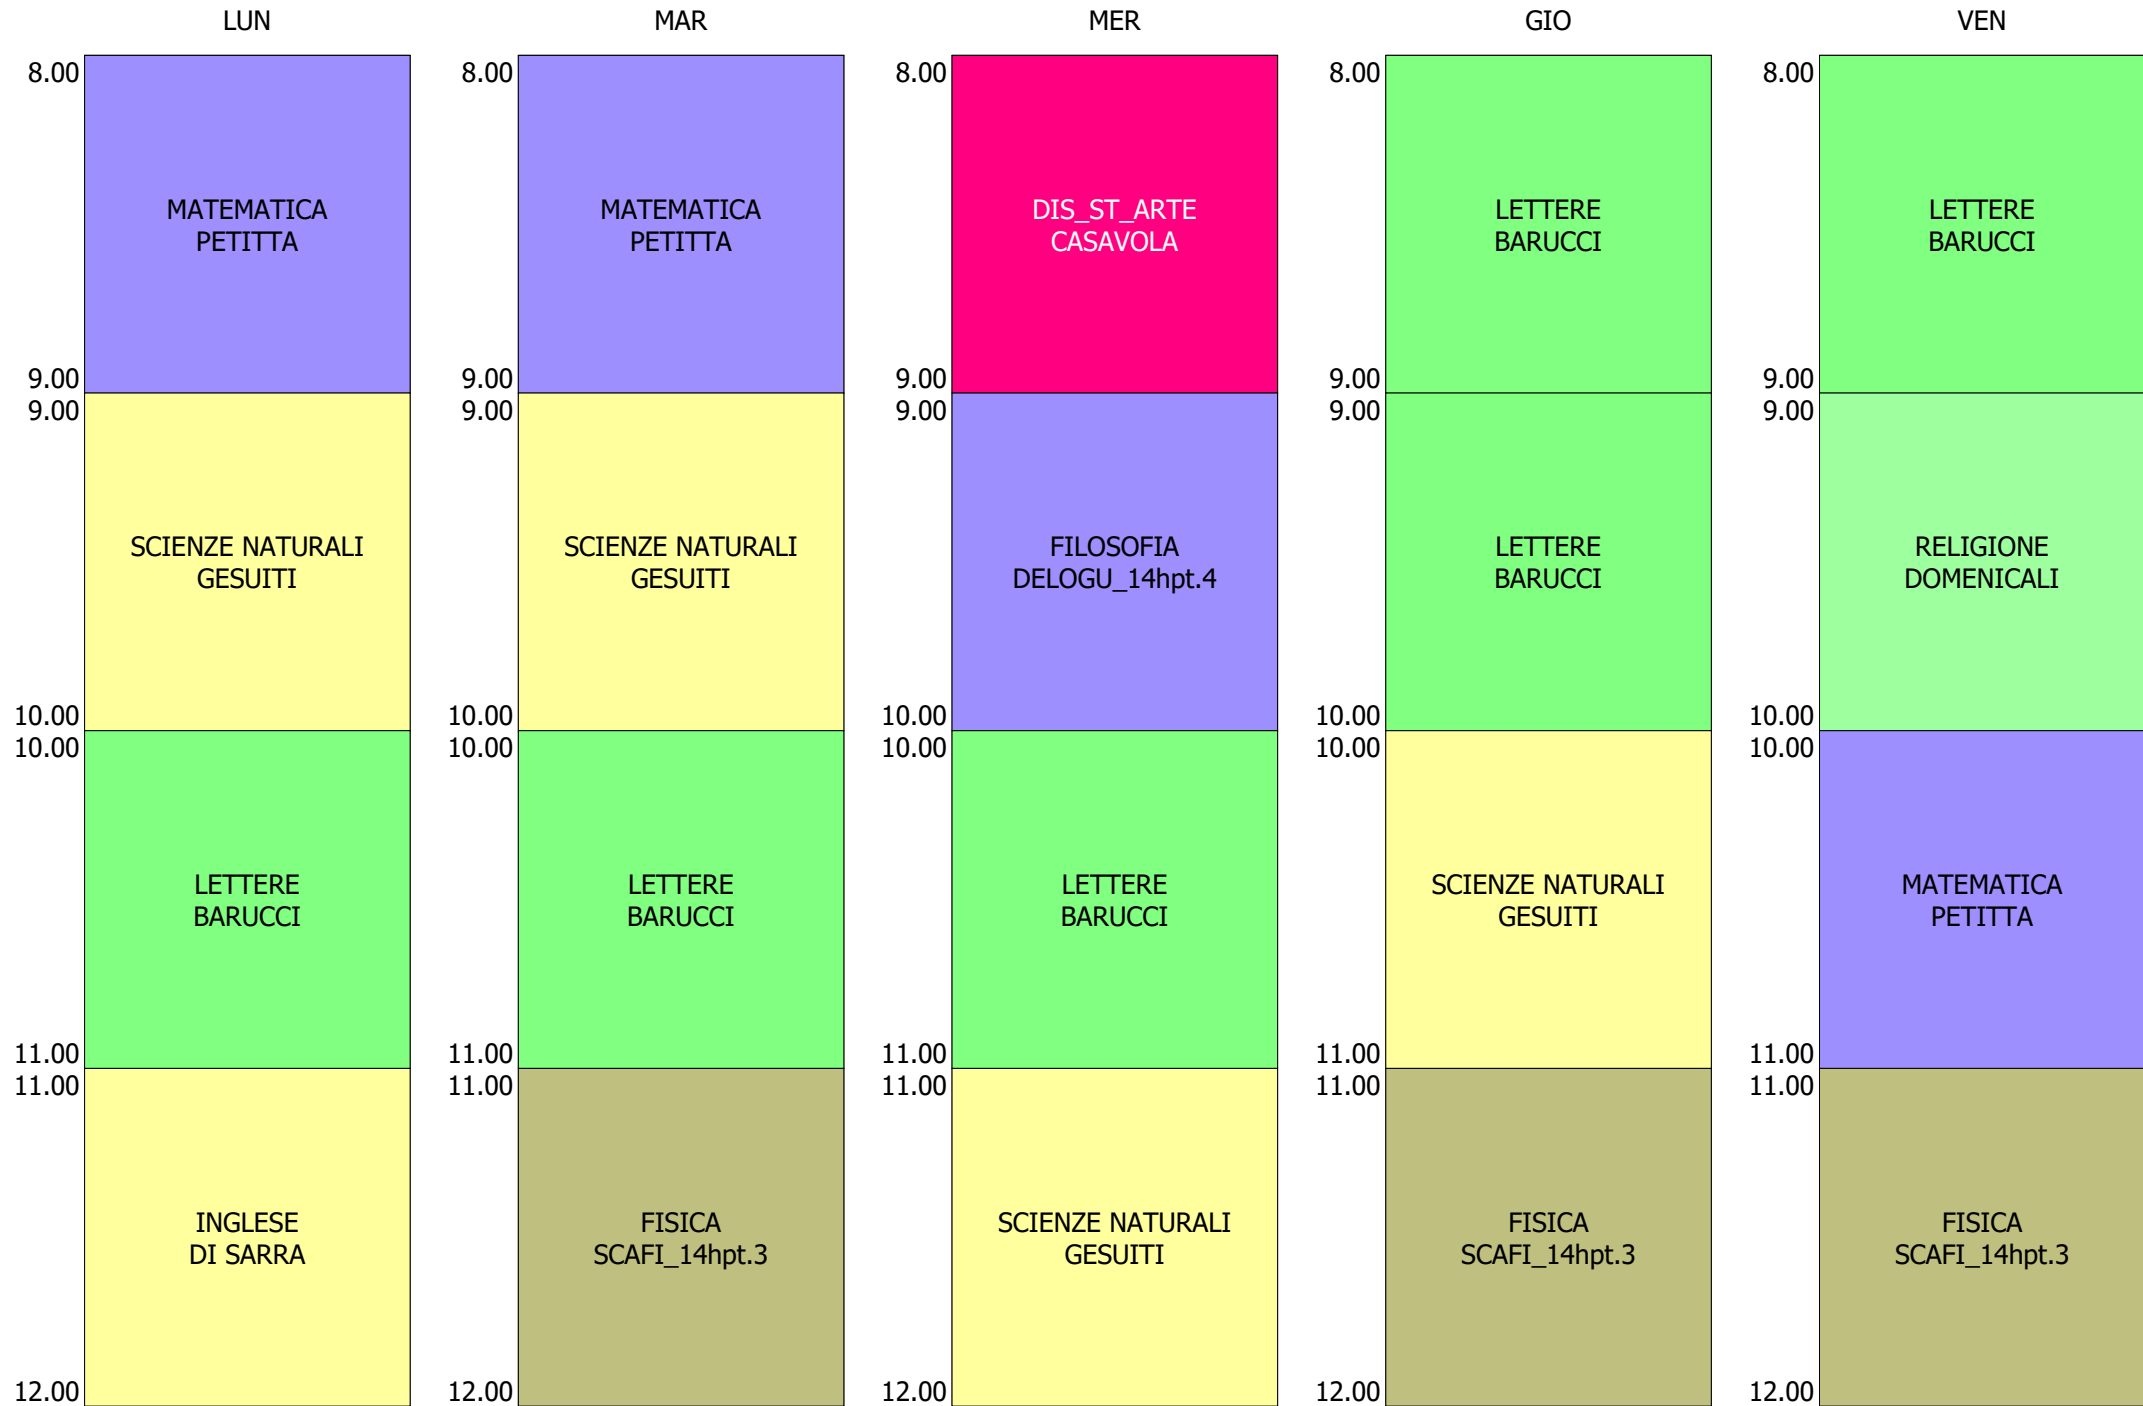 LUN MAR MER GIO VEN
8.00 8.00 8.00 8.00 8.00
MATEMATICA MATEMATICA DIS_ST_ARTE LETTERE LETTERE
PETITTA PETITTA CASAVOLA BARUCCI BARUCCI
9.00 9.00 9.00 9.00 9.00
9.00 9.00 9.00 9.00 9.00
SCIENZE NATURALI SCIENZE NATURALI FILOSOFIA LETTERE RELIGIONE
GESUITI GESUITI DELOGU_14hpt.4 BARUCCI DOMENICALI
10.00 10.00 10.00 10.00 10.00
10.00 10.00 10.00 10.00 10.00
LETTERE LETTERE LETTERE SCIENZE NATURALI MATEMATICA
BARUCCI BARUCCI BARUCCI GESUITI PETITTA
11.00 11.00 11.00 11.00 11.00
11.00 11.00 11.00 11.00 11.00
INGLESE FISICA SCIENZE NATURALI FISICA FISICA
DI SARRA SCAFI_14hpt.3 GESUITI SCAFI_14hpt.3 SCAFI_14hpt.3
12.00 12.00 12.00 12.00 12.00